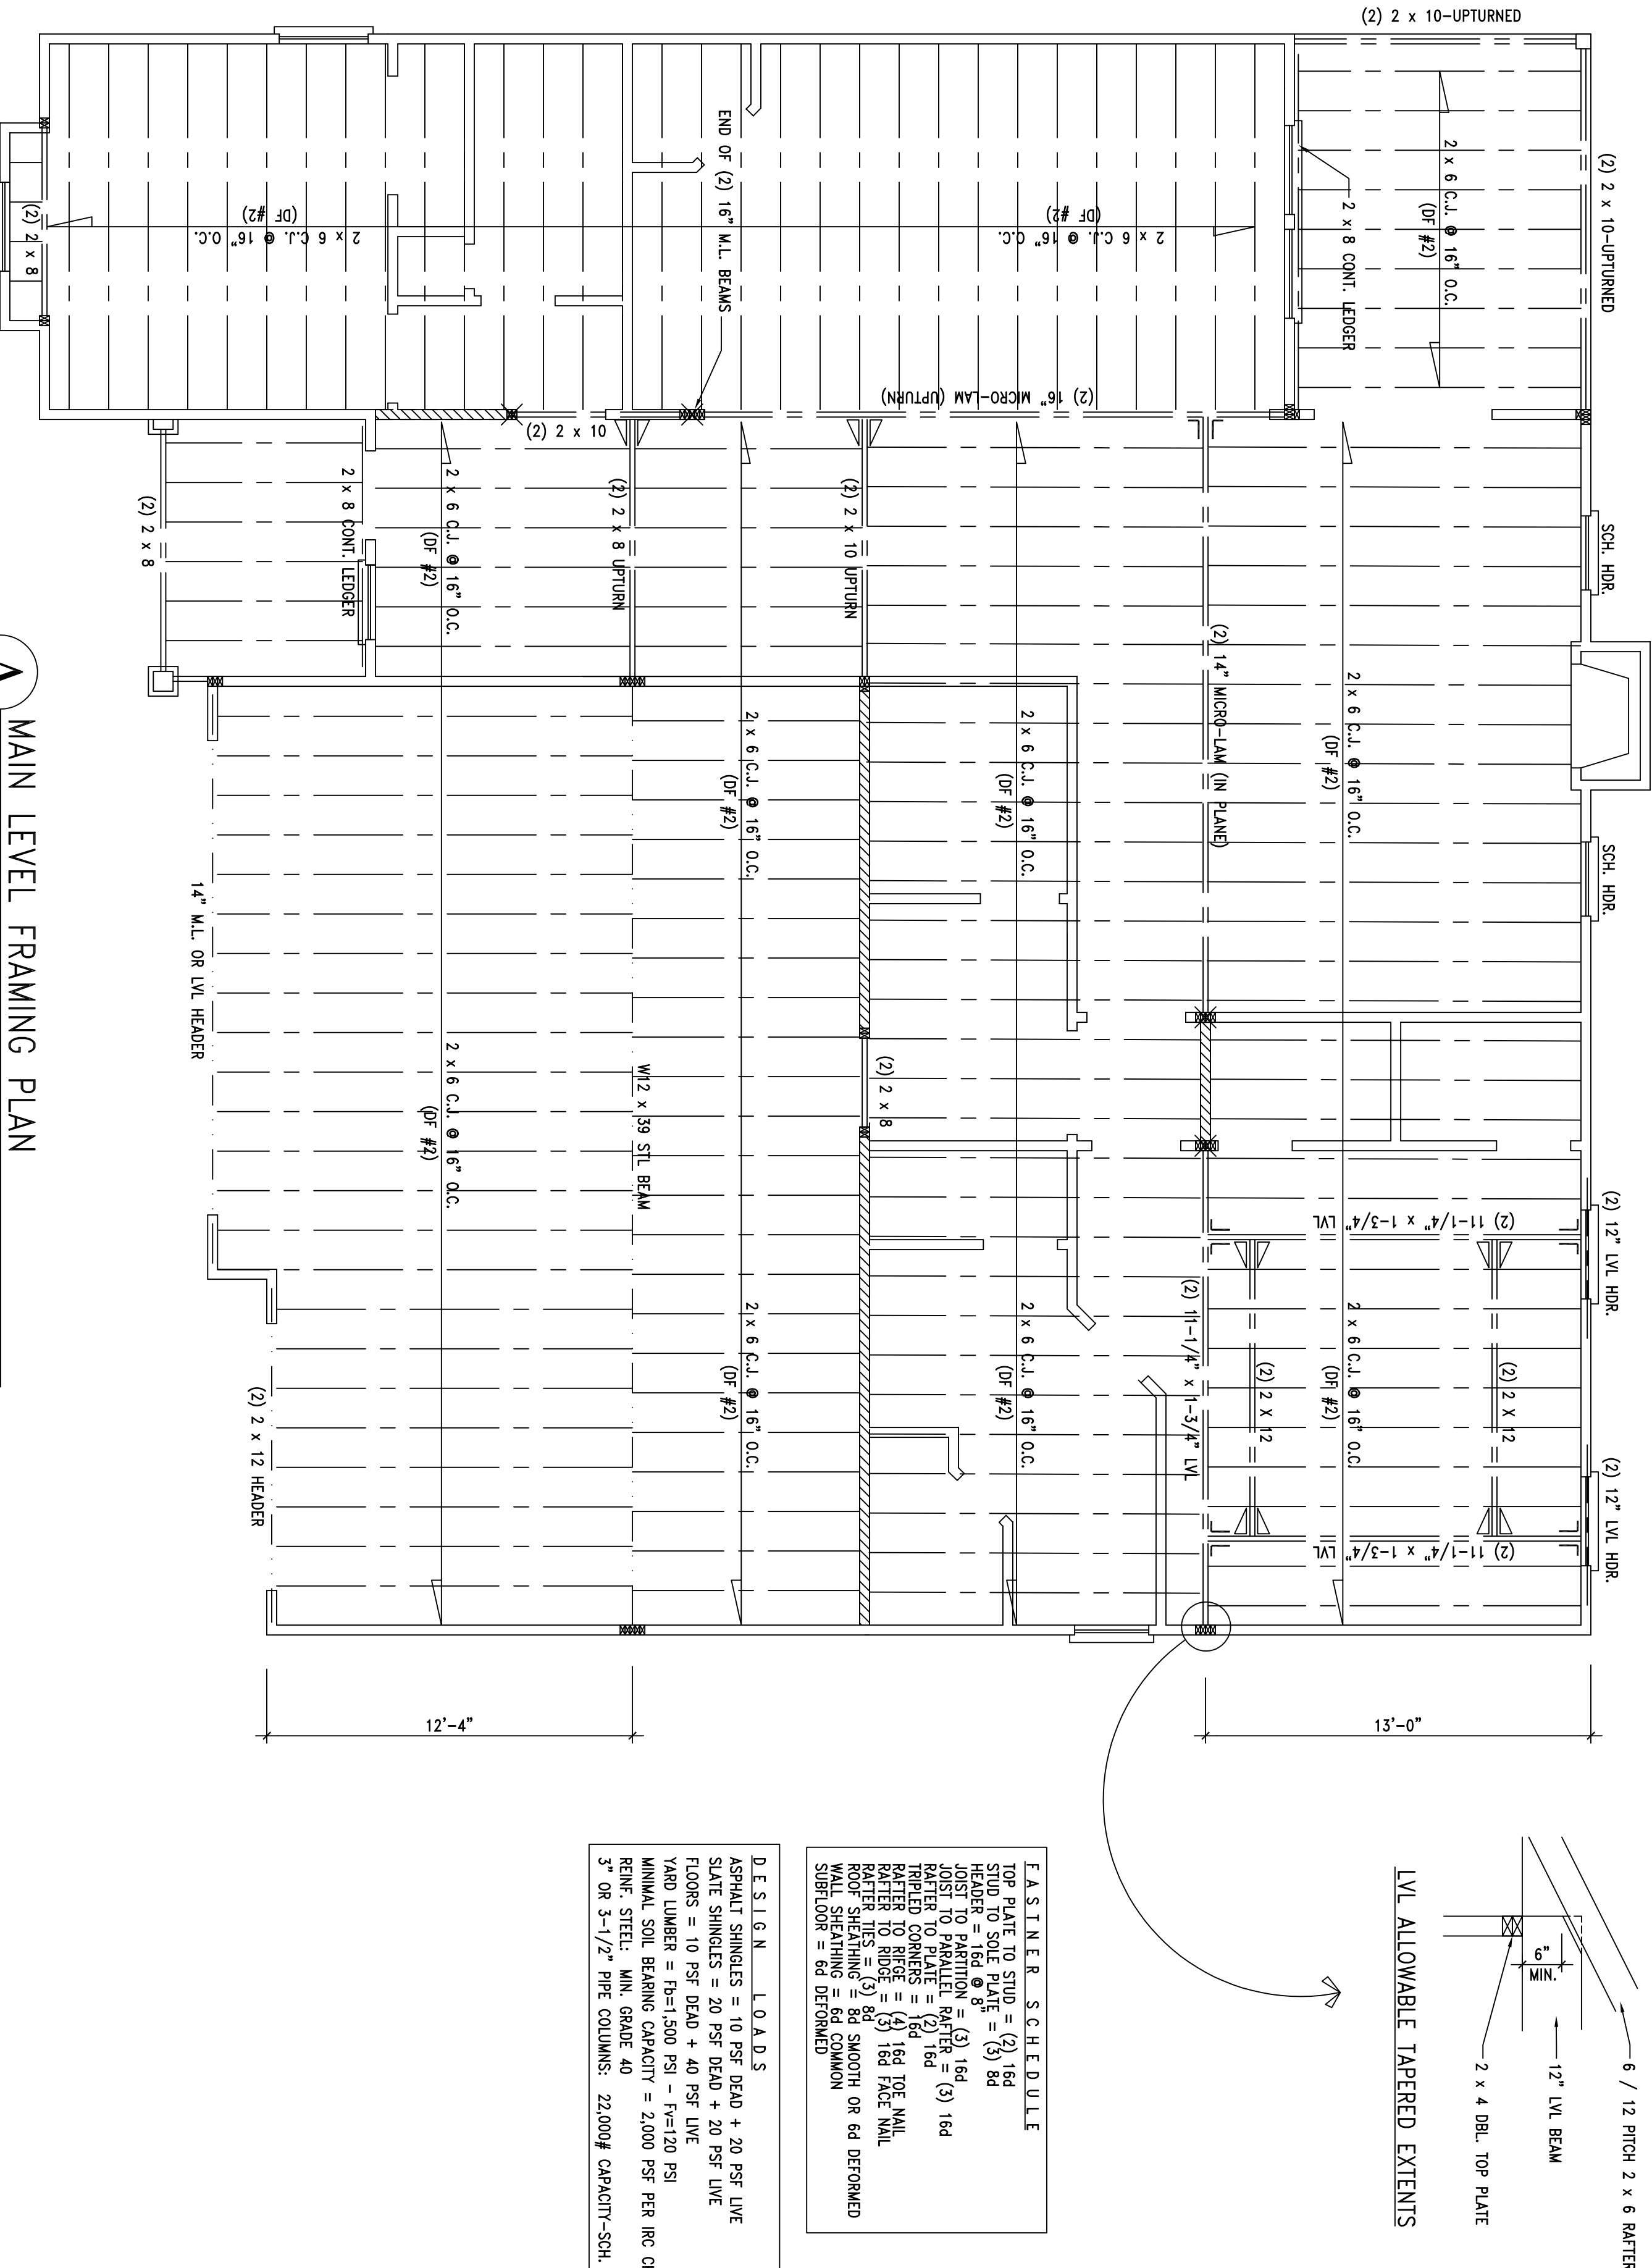 (2) 2 x 10-UPTURNED
(2) 2 x 10-UPTURNED
SCH. HDR.
SCH. HDR.
(2) 12" LVL HDR.
(2) 12" LVL HDR.
2 x 6 C.J. @ 16" O.C.
(DF #2)
2 x 8 CONT. LEDGER
2 x 6 C.J. @ 16" O.C.
(DF #2)
2 x 6 C.J. @ 16" O.C.
(DF #2)
(2) 2 X 12
(2) 2 X 12
(2) 11-1/4" x 1-3/4" LVL
(2) 11-1/4" x 1-3/4" LVL
(2) 14" MICRO-LAM (IN PLANE)
(2) 11-1/4" x 1-3/4" LVL
2 x 6 C.J. @ 16" O.C.
(DF #2)
(2) 16" MICRO-LAM (UPTURN)
2 x 6 C.J. @ 16" O.C.
(DF #2)
2 x 6 C.J. @ 16" O.C.
(DF #2)
(2) 2 x 10 UPTURN
(2) 2 x 8
END OF (2) 16" M.L. BEAMS
2 x 6 C.J. @ 16" O.C.
(DF #2)
2 x 6 C.J. @ 16" O.C.
(DF #2)
(2) 2 x 8 UPTURN
W12 x 39 STL BEAM
(2) 2 x 10
2 x 6 C.J. @ 16" O.C.
(DF #2)
2 x 6 C.J. @ 16" O.C.
(DF #2)
2 x 8 CONT. LEDGER
2 x 6 C.J. @ 16" O.C.
(DF #2)
(2) 2 x 8
14" M.L. OR LVL HEADER
(2) 2 x 12 HEADER
(2) 2 x 8
13'-0"
12'-4"
A
MAIN LEVEL FRAMING PLAN
6 / 12 PITCH 2 x 6 RAFTER
12" LVL BEAM
2 x 4 DBL. TOP PLATE
6"
MIN.
LVL ALLOWABLE TAPERED EXTENTS
FASTNER SCHEDULE
TOP PLATE TO STUD = (2) 16d
STUD TO SOLE PLATE = (3) 8d
HEADER = 16d @ 8"
JOIST TO PARTITION = (3) 16d
JOIST TO PARALLEL RAFTER = (3) 16d
RAFTER TO PLATE = (2) 16d
TRIPLED CORNERS = 16d
RAFTER TO RIFGE = (4) 16d TOE NAIL
RAFTER TO RIDGE = (3) 16d FACE NAIL
RAFTER TIES = (3) 8d
ROOF SHEATHING = 8d SMOOTH OR 6d DEFORMED
WALL SHEATHING = 6d COMMON
SUBFLOOR = 6d DEFORMED
DESIGN LOADS
ASPHALT SHINGLES = 10 PSF DEAD + 20 PSF LIVE
SLATE SHINGLES = 20 PSF DEAD + 20 PSF LIVE
FLOORS = 10 PSF DEAD + 40 PSF LIVE
YARD LUMBER = Fb=1,500 PSI - Fv=120 PSI
MINIMAL SOIL BEARING CAPACITY = 2,000 PSF PER IRC
REINF. STEEL: MIN. GRADE 40
3" OR 3-1/2" PIPE COLUMNS: 22,000# CAPACITY-SCH.